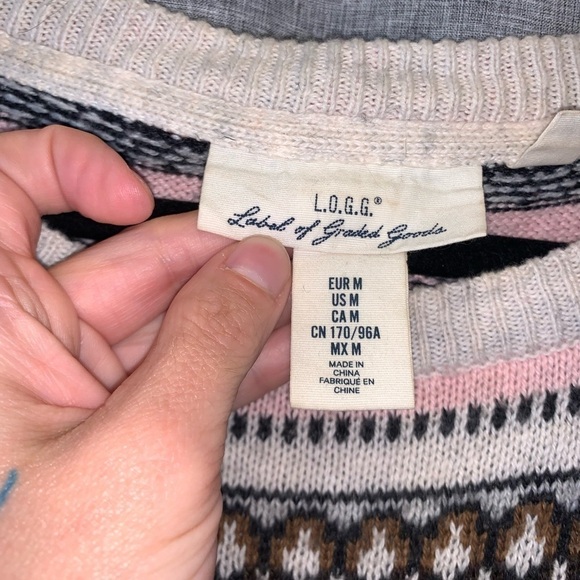 L.O.G.G.®
Label of Graded Goods
EUR M
US M
CA M
CN 170/96A
MX M
MADE IN
CHINA
FABRIQUÉ EN
CHINE